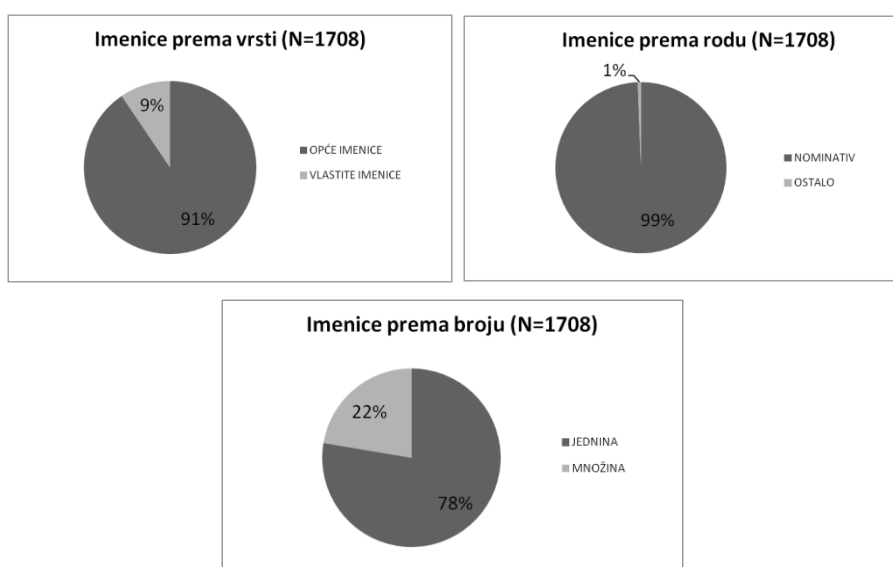 Imenice prema vrsti (N=1708)
9%
91%
OPĆE IMENICE
VLASTITE IMENICE
Imenice prema rodu (N=1708)
1%
99%
NOMINATIV
OSTALO
Imenice prema broju (N=1708)
22%
78%
JEDNINA
MNOŽINA